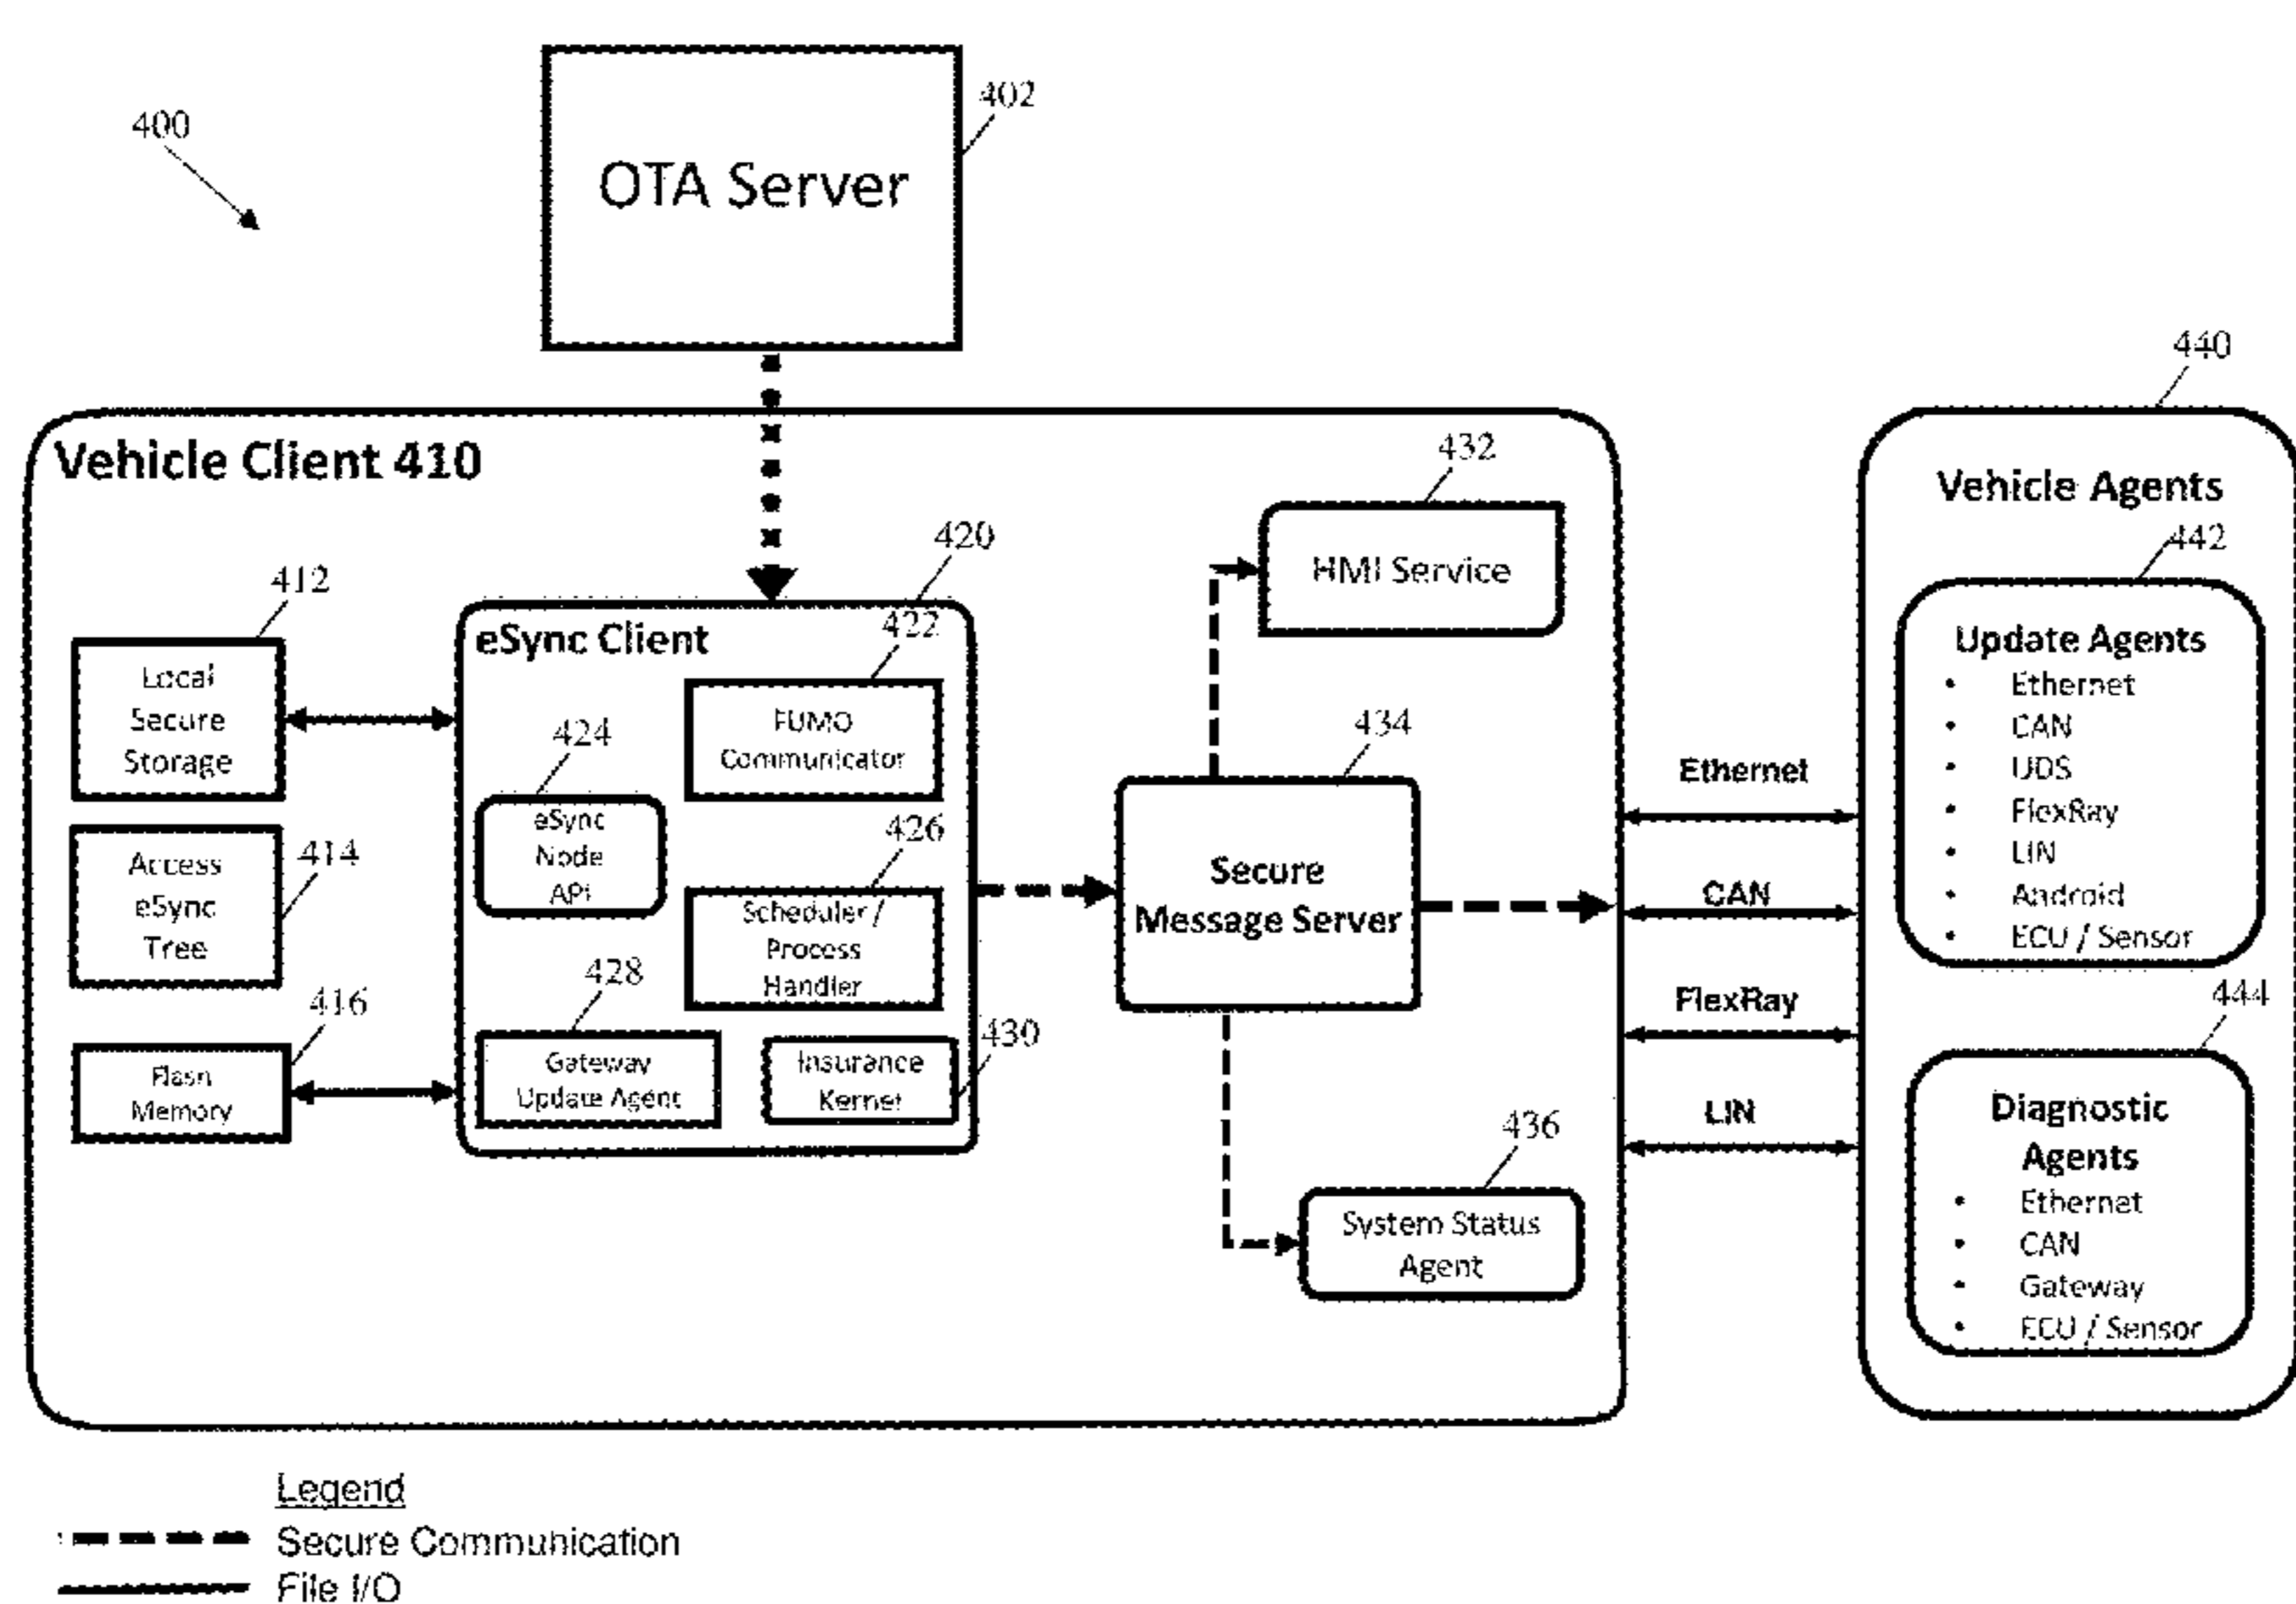 400
402
OTA Server
440
Vehicle Client 410
432
HMI Service
420
412
Local
Secure
Storage
eSync Client
422
FUMO
Communicator
424
eSync
Node
API
414
Access
eSync
Tree
426
Scheduler /
Process
Handler
416
Flash
Memory
428
Gateway
Update Agent
430
Insurance
Kernel
434
Secure
Message Server
436
System Status
Agent
Ethernet
CAN
FlexRay
LIN
Vehicle Agents
442
Update Agents
• Ethernet
• CAN
• UDS
• FlexRay
• LIN
• Android
• ECU / Sensor
444
Diagnostic
Agents
• Ethernet
• CAN
• Gateway
• ECU / Sensor
Legend
Secure Communication
File I/O